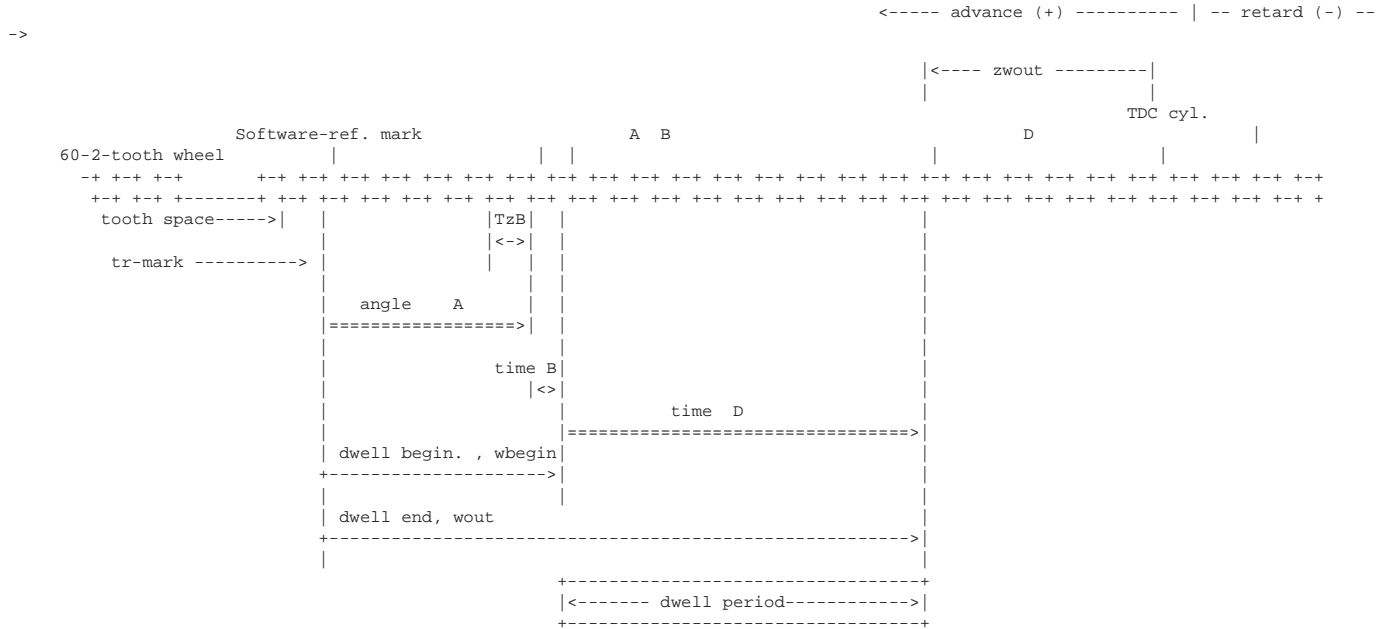 <----- advance (+) ---------- | -- retard (-) --
->
|<---- zwout ---------|
TDC cyl.
Software-ref. mark A B D |
60-2-tooth wheel | | | | |
-+ +-+ +-+ +-+ +-+ +-+ +-+ +-+ +-+ +-+ +-+ +-+ +-+ +-+ +-+ +-+ +-+ +-+ +-+ +-+ +-+ +-+ +-+ +-+ +-+ +-+ +-+ +-+ +-+
+-+ +-+ +-------+ +-+ +-+ +-+ +-+ +-+ +-+ +-+ +-+ +-+ +-+ +-+ +-+ +-+ +-+ +-+ +-+ +-+ +-+ +-+ +-+ +-+ +-+ +-+ +-+ +-+ +-+ +
tooth space----->| | |TzB| | |
| |<->| | |
tr-mark ----------> | | | | |
| angle A | | |
|==================>| | |
time B|
| |<>| |
| | time D |
| |=================================>|
| dwell begin. , wbegin| |
+--------------------->| |
| dwell end, wout |
+-------------------------------------------------------->|
+----------------------------------+
|<------- dwell period------------>|
+----------------------------------+